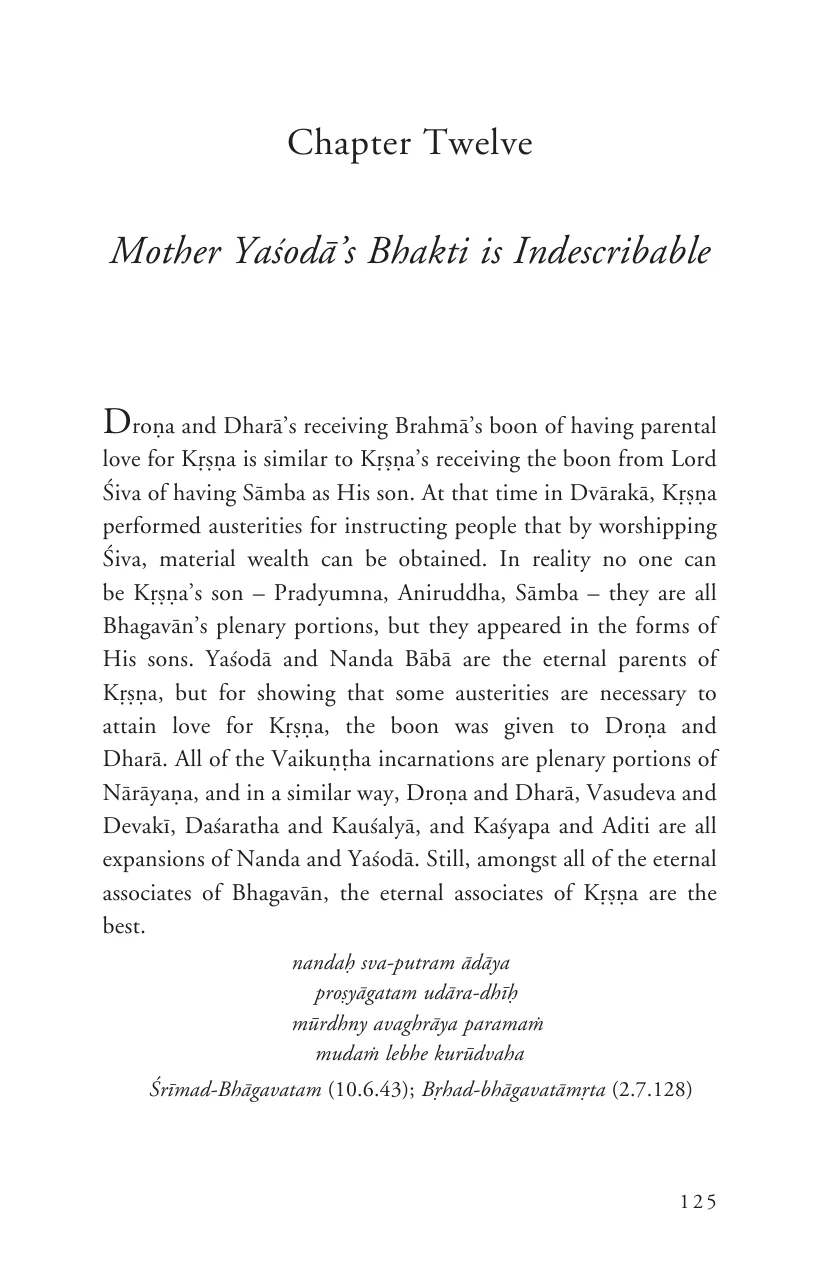 Chapter Twelve
Mother Yaśodā’s Bhakti is Indescribable
Droṇa and Dharā’s receiving Brahmā’s boon of having parental
love for Kṛṣṇa is similar to Kṛṣṇa’s receiving the boon from Lord
Śiva of having Sāmba as His son. At that time in Dvārakā, Kṛṣṇa
performed austerities for instructing people that by worshipping
Śiva, material wealth can be obtained. In reality no one can
be Kṛṣṇa’s son – Pradyumna, Aniruddha, Sāmba – they are all
Bhagavān’s plenary portions, but they appeared in the forms of
His sons. Yaśodā and Nanda Bābā are the eternal parents of
Kṛṣṇa, but for showing that some austerities are necessary to
attain love for Kṛṣṇa, the boon was given to Droṇa and
Dharā. All of the Vaikuṇṭha incarnations are plenary portions of
Nārāyaṇa, and in a similar way, Droṇa and Dharā, Vasudeva and
Devakī, Daśaratha and Kauśalyā, and Kaśyapa and Aditi are all
expansions of Nanda and Yaśodā. Still, amongst all of the eternal
associates of Bhagavān, the eternal associates of Kṛṣṇa are the
best.
nandaḥ sva-putram ādāya
proṣyāgatam udāra-dhīḥ
mūrdhny avaghrāya paramaṁ
mudaṁ lebhe kurūdvaha
Śrīmad-Bhāgavatam (10.6.43); Bṛhad-bhāgavatāmṛta (2.7.128)
125